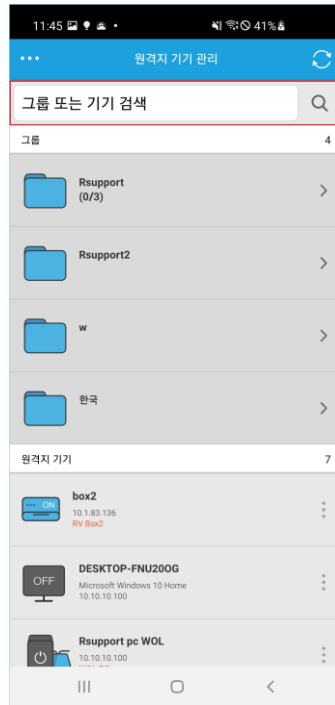 11:45 41%
원격지 기기 관리
그룹 또는 기기 검색
그룹 4
Rsupport
(0/3)
Rsupport2
w
한국
원격지 기기 7
ON
box2
10.1.83.136
RV Box2
OFF
DESKTOP-FNU20OG
Microsoft Windows 10 Home
10.10.10.100
Rsupport pc WOL
10.10.10.100